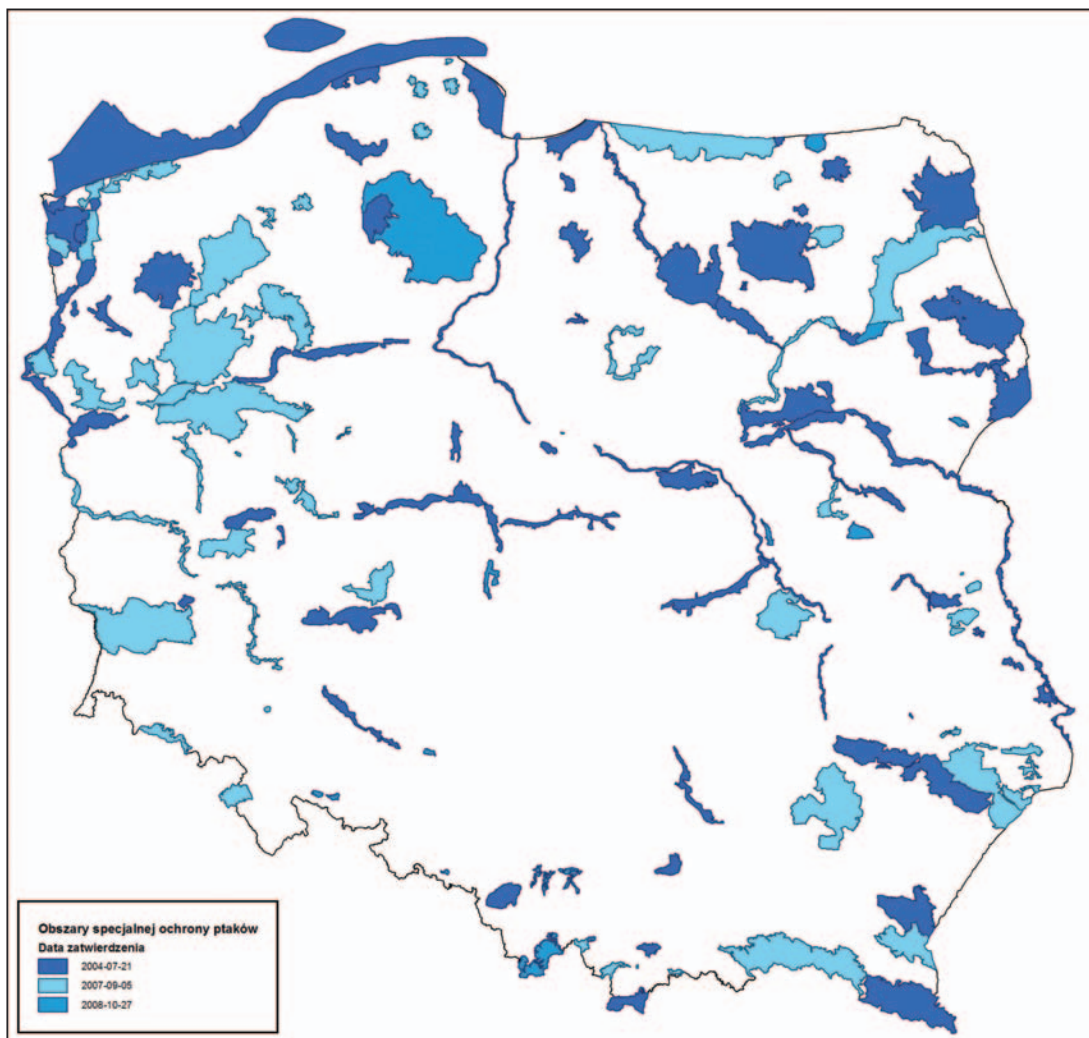 Obszary specjalnej ochrony ptaków
Data zatwierdzenia
2004-07-21
2007-09-05
2008-10-27